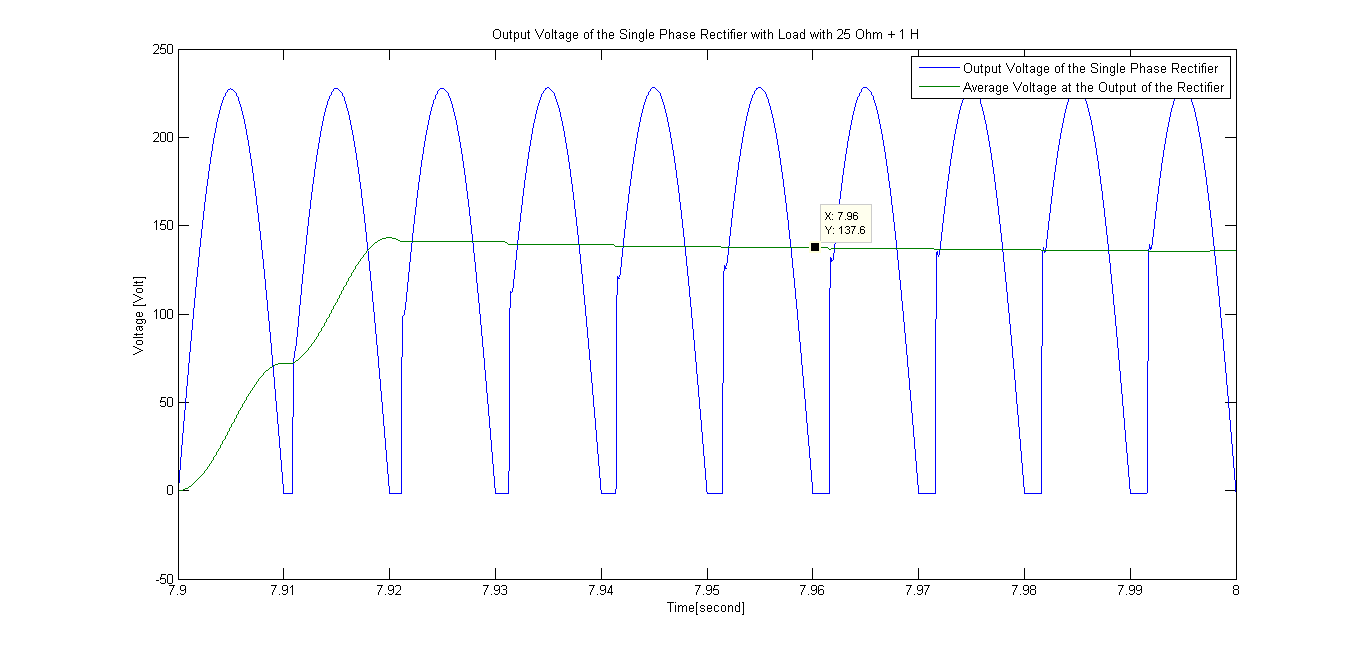 Output Voltage of the Single Phase Rectifier with Load with 25 Ohm + 1 H
Output Voltage of the Single Phase Rectifier
Average Voltage at the Output of the Rectifier
250
200
150
100
50
0
-50
Voltage [Volt]
X: 7.96
Y: 137.6
7.9 7.91 7.92 7.93 7.94 7.95 7.96 7.97 7.98 7.99 8
Time[second]